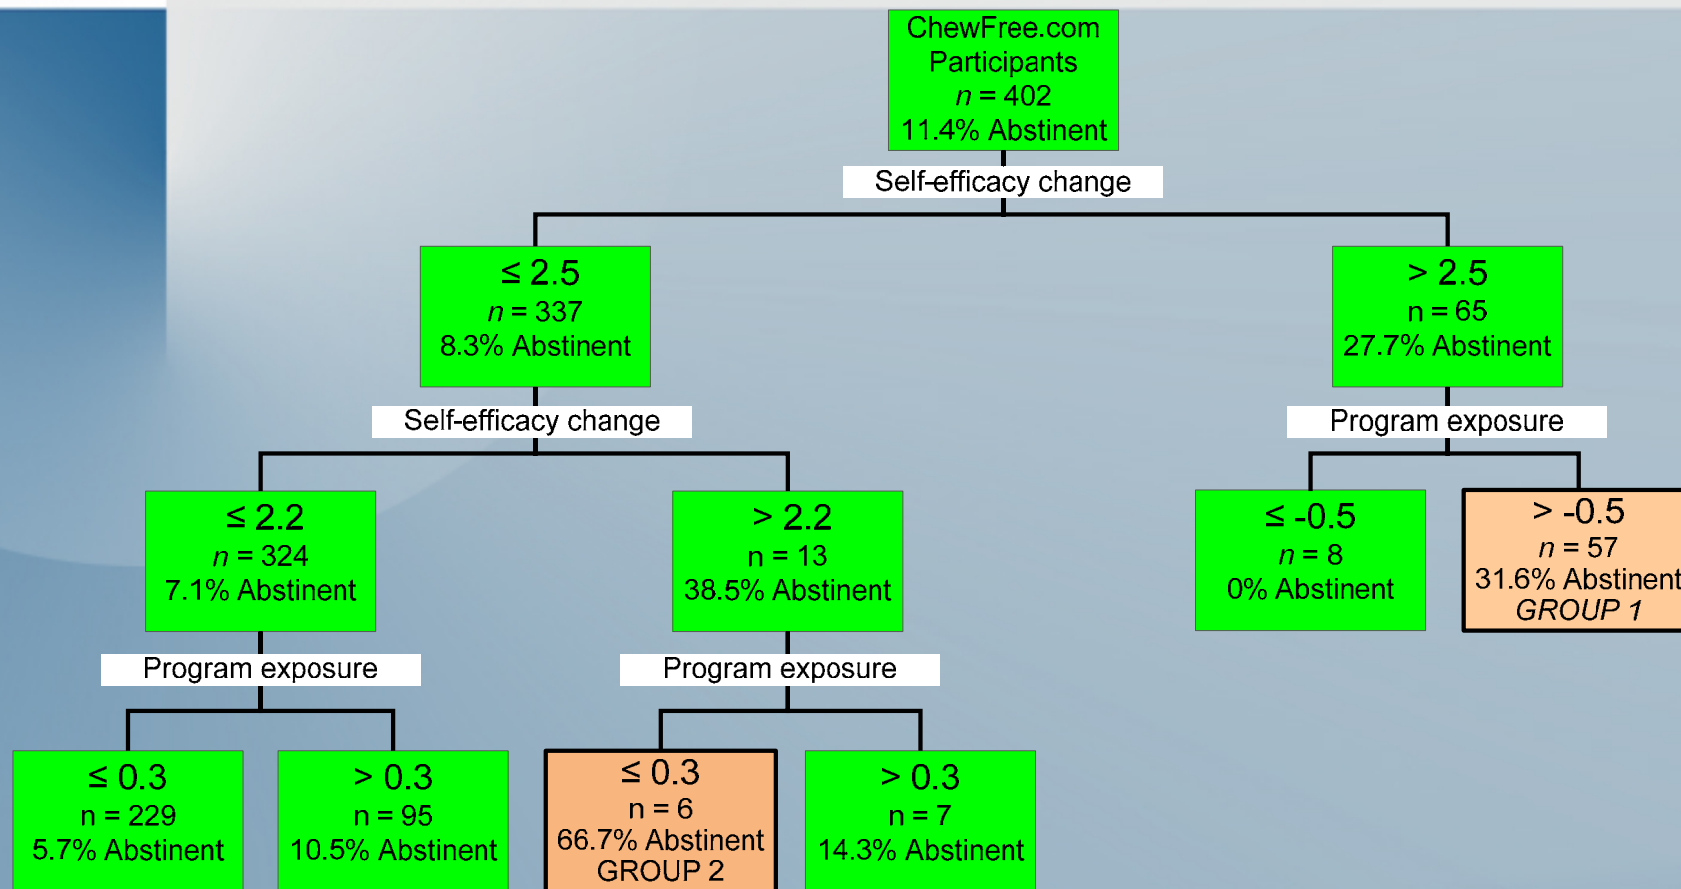 ChewFree.com
Participants
n = 402
11.4% Abstinent
Self-efficacy change
≤ 2.5
n = 337
8.3% Abstinent
> 2.5
n = 65
27.7% Abstinent
Self-efficacy change
Program exposure
≤ 2.2
n = 324
7.1% Abstinent
> 2.2
n = 13
38.5% Abstinent
≤ -0.5
n = 8
0% Abstinent
> -0.5
n = 57
31.6% Abstinent
GROUP 1
Program exposure
Program exposure
≤ 0.3
n = 229
5.7% Abstinent
> 0.3
n = 95
10.5% Abstinent
≤ 0.3
n = 6
66.7% Abstinent
GROUP 2
> 0.3
n = 7
14.3% Abstinent